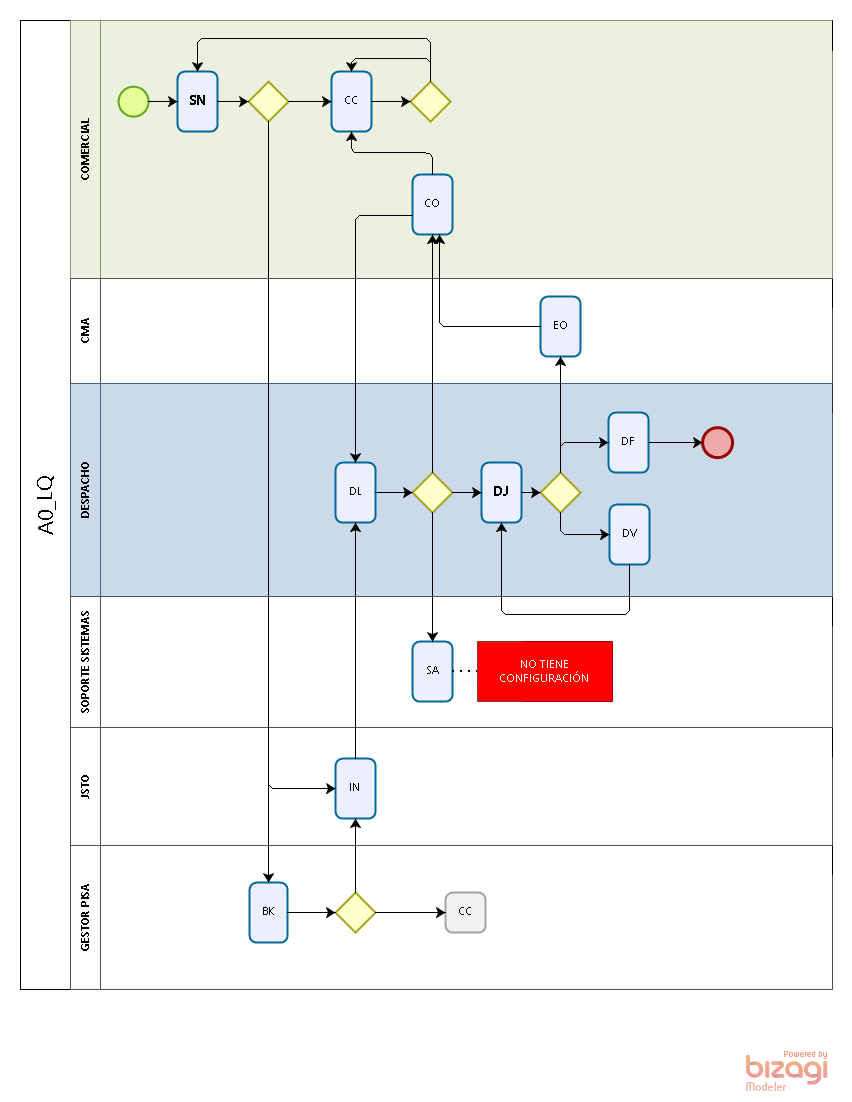 A0_LQ
COMERCIAL
SN
CC
CO
CMA
EO
DESPACHO
DF
DL
DJ
DV
SOPORTE SISTEMAS
SA
NO TIENE
CONFIGURACIÓN
JSTO
IN
GESTOR PISA
BK
CC
Powered by
bizagi
Modeler